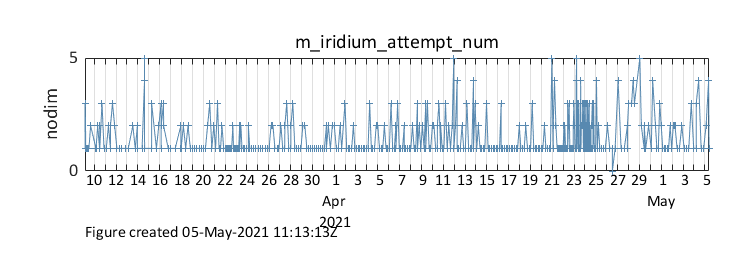 m_iridium_attempt_num
5
nodim
0
10 12 14 16 18 20 22 24 26 28 30 1 3 5 7 9 11 13 15 17 19 21 23 25 27 29 1 3 5
Apr May
2021
Figure created 05-May-2021 11:13:13Z